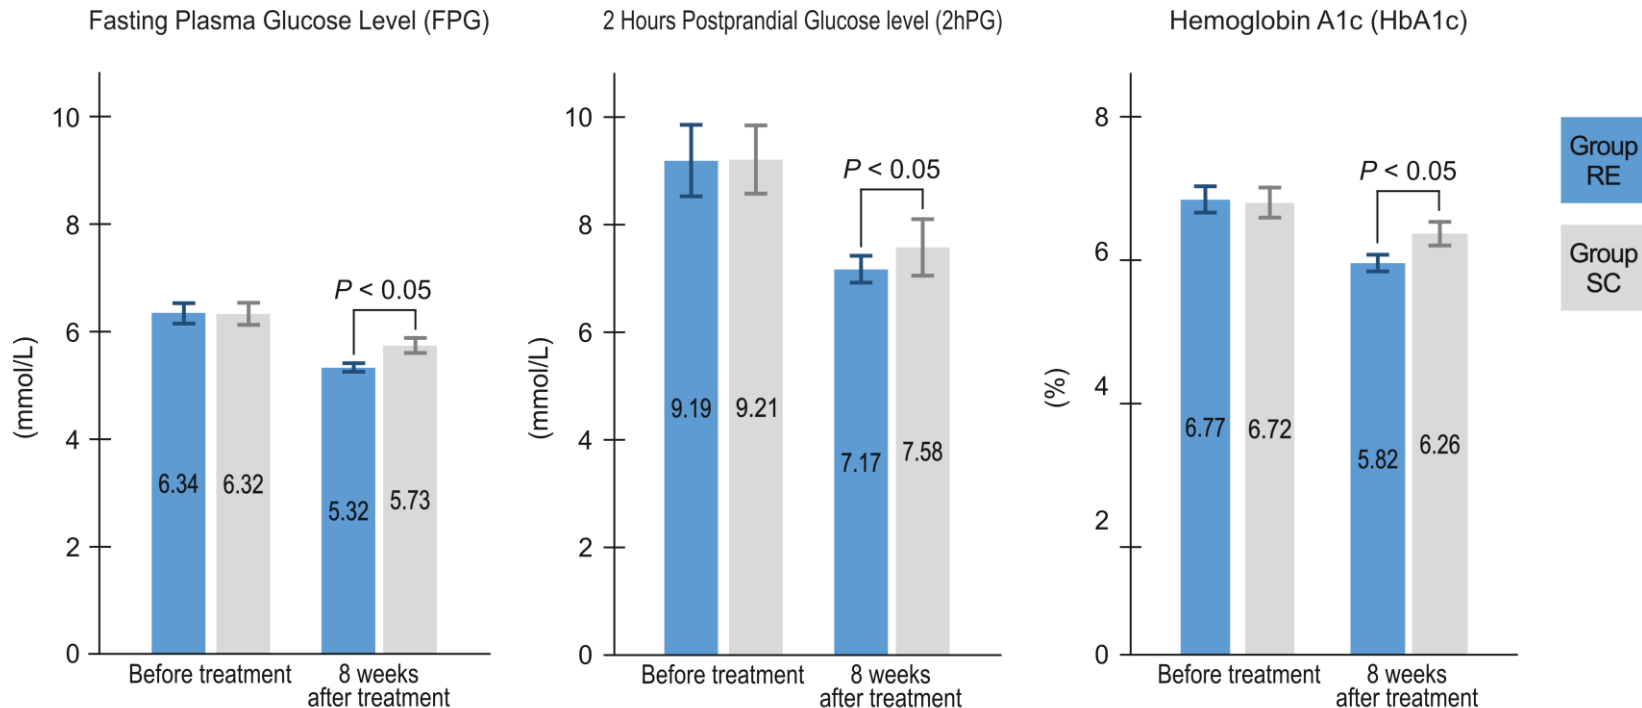 Fasting Plasma Glucose Level (FPG)
10
8
6
4
2
0
(mmol/L)
6.34
6.32
5.32
5.73
P < 0.05
Before treatment
8 weeks
after treatment
2 Hours Postprandial Glucose level (2hPG)
10
8
6
4
2
0
(mmol/L)
9.19
9.21
7.17
7.58
P < 0.05
Before treatment
8 weeks
after treatment
Hemoglobin A1c (HbA1c)
8
6
4
2
0
(%)
6.77
6.72
5.82
6.26
P < 0.05
Before treatment
8 weeks
after treatment
Group
RE
Group
SC